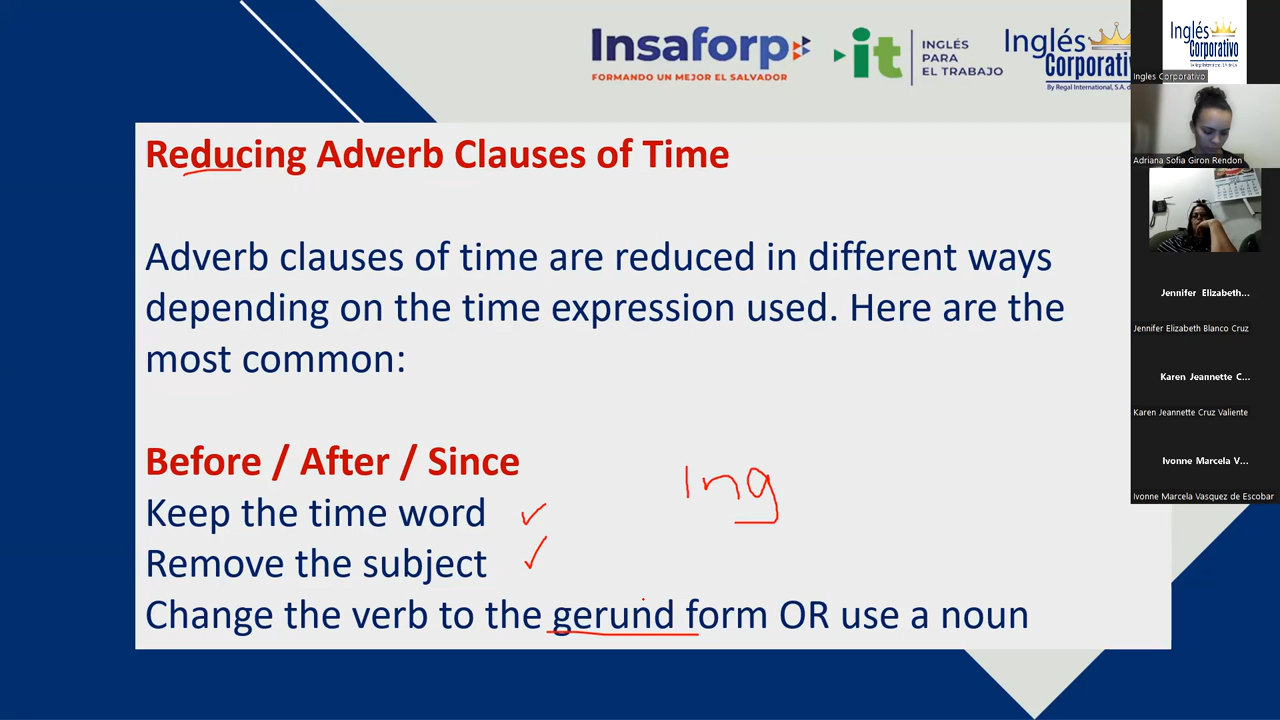 Insaforp
FORMANDO UN MEJOR EL SALVADOR
it
INGLÉS
PARA
EL TRABAJO
Inglés
Corporativ
By Regal International, S.A. d
Inglés
Corporativo
Ingles Corporativo
Adriana Sofia Giron Rendon
Jennifer Elizabeth...
Jennifer Elizabeth Blanco Cruz
Karen Jeannette C...
Karen Jeannette Cruz Valiente
Ivonne Marcela V...
Ivonne Marcela Vasquez de Escobar
Reducing Adverb Clauses of Time
Adverb clauses of time are reduced in different ways
depending on the time expression used. Here are the
most common:
Before / After / Since
Ing
Keep the time word
Remove the subject
Change the verb to the gerund form OR use a noun